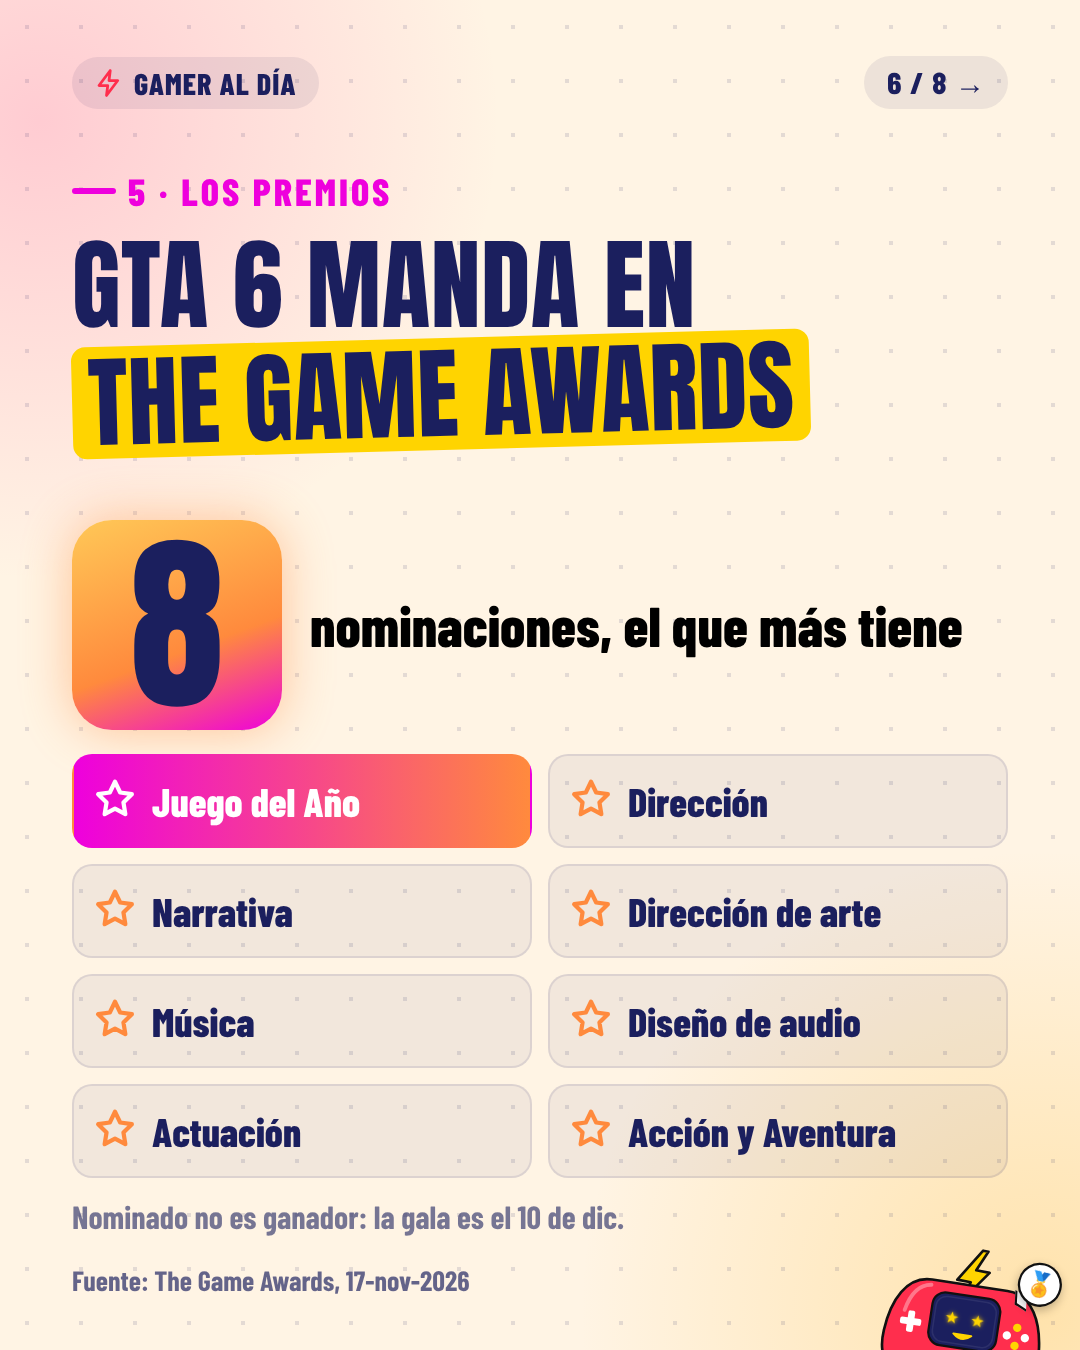 GAMER AL DÍA
6 / 8 →
5 · LOS PREMIOS
GTA 6 MANDA EN
THE GAME AWARDS
8
nominaciones, el que más tiene
Juego del Año
Dirección
Narrativa
Dirección de arte
Música
Diseño de audio
Actuación
Acción y Aventura
Nominado no es ganador: la gala es el 10 de dic.
Fuente: The Game Awards, 17-nov-2026